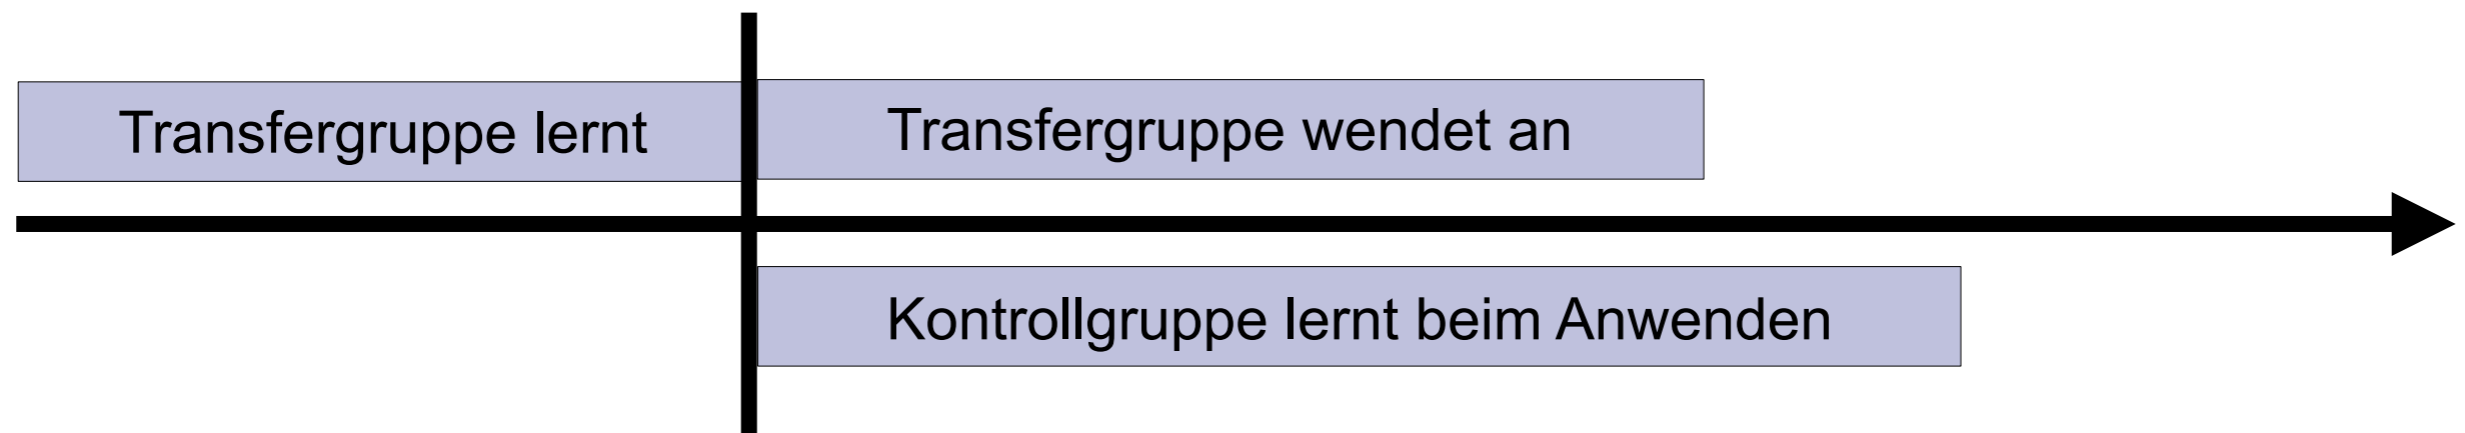 Transfergruppe lernt
Transfergruppe wendet an
Kontrollgruppe lernt beim Anwenden